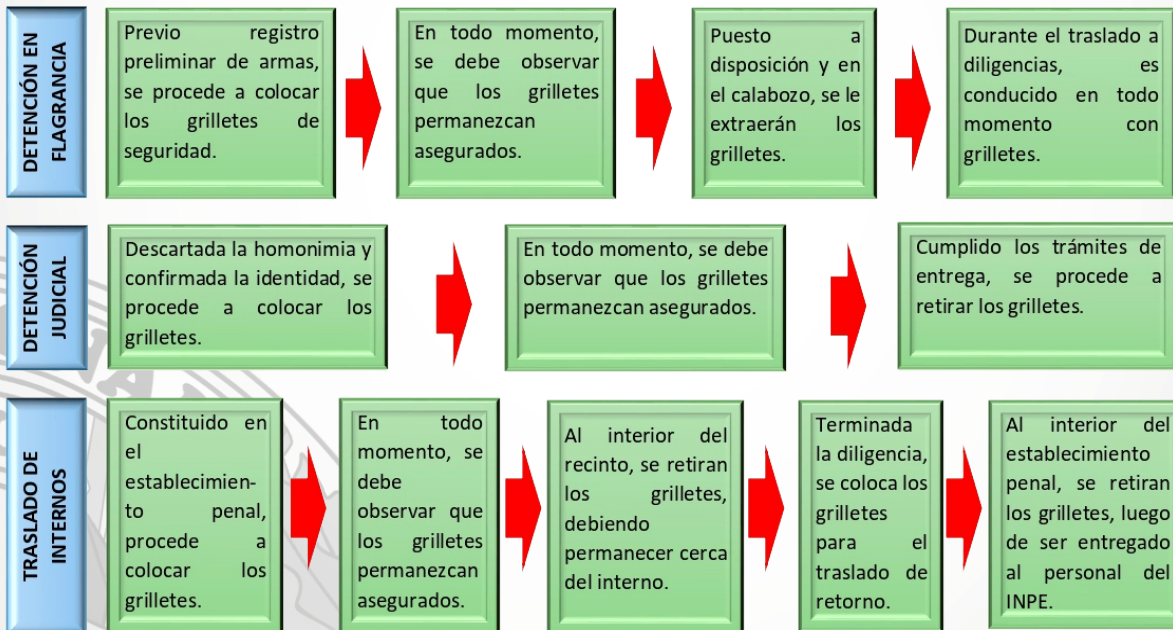 DETENCIÓN EN
FLAGRANCIA
Previo registro
preliminar de armas,
se procede a colocar
los grilletes de
seguridad.
En todo momento,
se debe observar
que los grilletes
permanezcan
asegurados.
Puesto a
disposición y en
el calabozo, se le
extraerán los
grilletes.
Durante el traslado a
diligencias, es
conducido en todo
momento con
grilletes.
DETENCIÓN
JUDICIAL
Descartada la homonimia y
confirmada la identidad, se
procede a colocar los
grilletes.
En todo momento, se debe
observar que los grilletes
permanezcan asegurados.
Cumplido los trámites de
entrega, se procede a
retirar los grilletes.
TRASLADO DE
INTERNOS
Constituido en
el
establecimien-
to penal,
procede a
colocar los
grilletes.
En todo
momento, se
debe
observar que
los grilletes
permanezcan
asegurados.
Al interior del
recinto, se retiran
los grilletes,
debiendo
permanecer cerca
del interno.
Terminada
la diligencia,
se coloca los
grilletes
para el
traslado de
retorno.
Al interior del
establecimiento
penal, se retiran
los grilletes, luego
de ser entregado
al personal del
INPE.